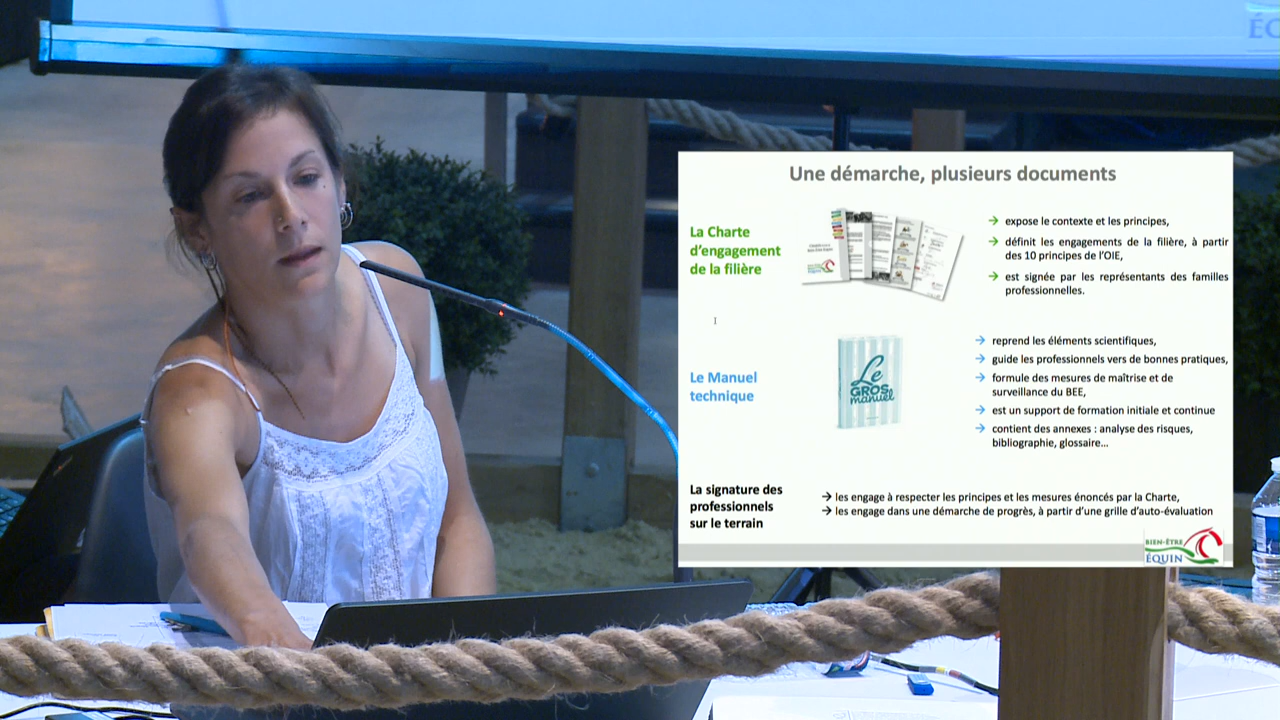 Une démarche, plusieurs documents
La Charte
d'engagement
de la filière
→ expose le contexte et les principes,
→ définit les engagements de la filière, à partir
des 10 principes de l'OIE,
→ est signée par les représentants des familles
professionnelles.
Le Manuel
technique
Le
GROS
manuel
→ reprend les éléments scientifiques,
→ guide les professionnels vers de bonnes pratiques,
→ formule des mesures de maîtrise et de
surveillance du BEE,
→ est un support de formation initiale et continue
→ contient des annexes : analyse des risques,
bibliographie, glossaire...
La signature des
professionnels
sur le terrain
→ les engage à respecter les principes et les mesures énoncés par la Charte,
→ les engage dans une démarche de progrès, à partir d'une grille d'auto-évaluation
BIEN-ÊTRE
ÉQUIN